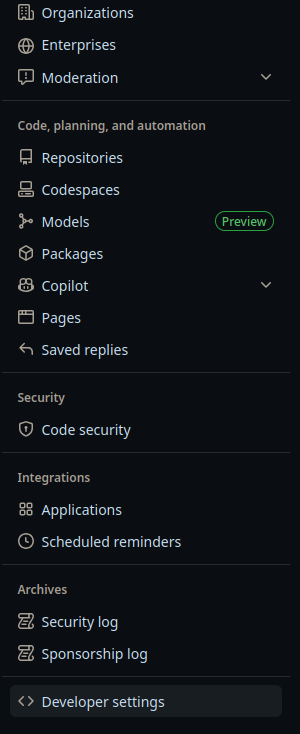 Organizations
Enterprises
Moderation
Code, planning, and automation
Repositories
Codespaces
Models Preview
Packages
Copilot
Pages
Saved replies
Security
Code security
Integrations
Applications
Scheduled reminders
Archives
Security log
Sponsorship log
Developer settings